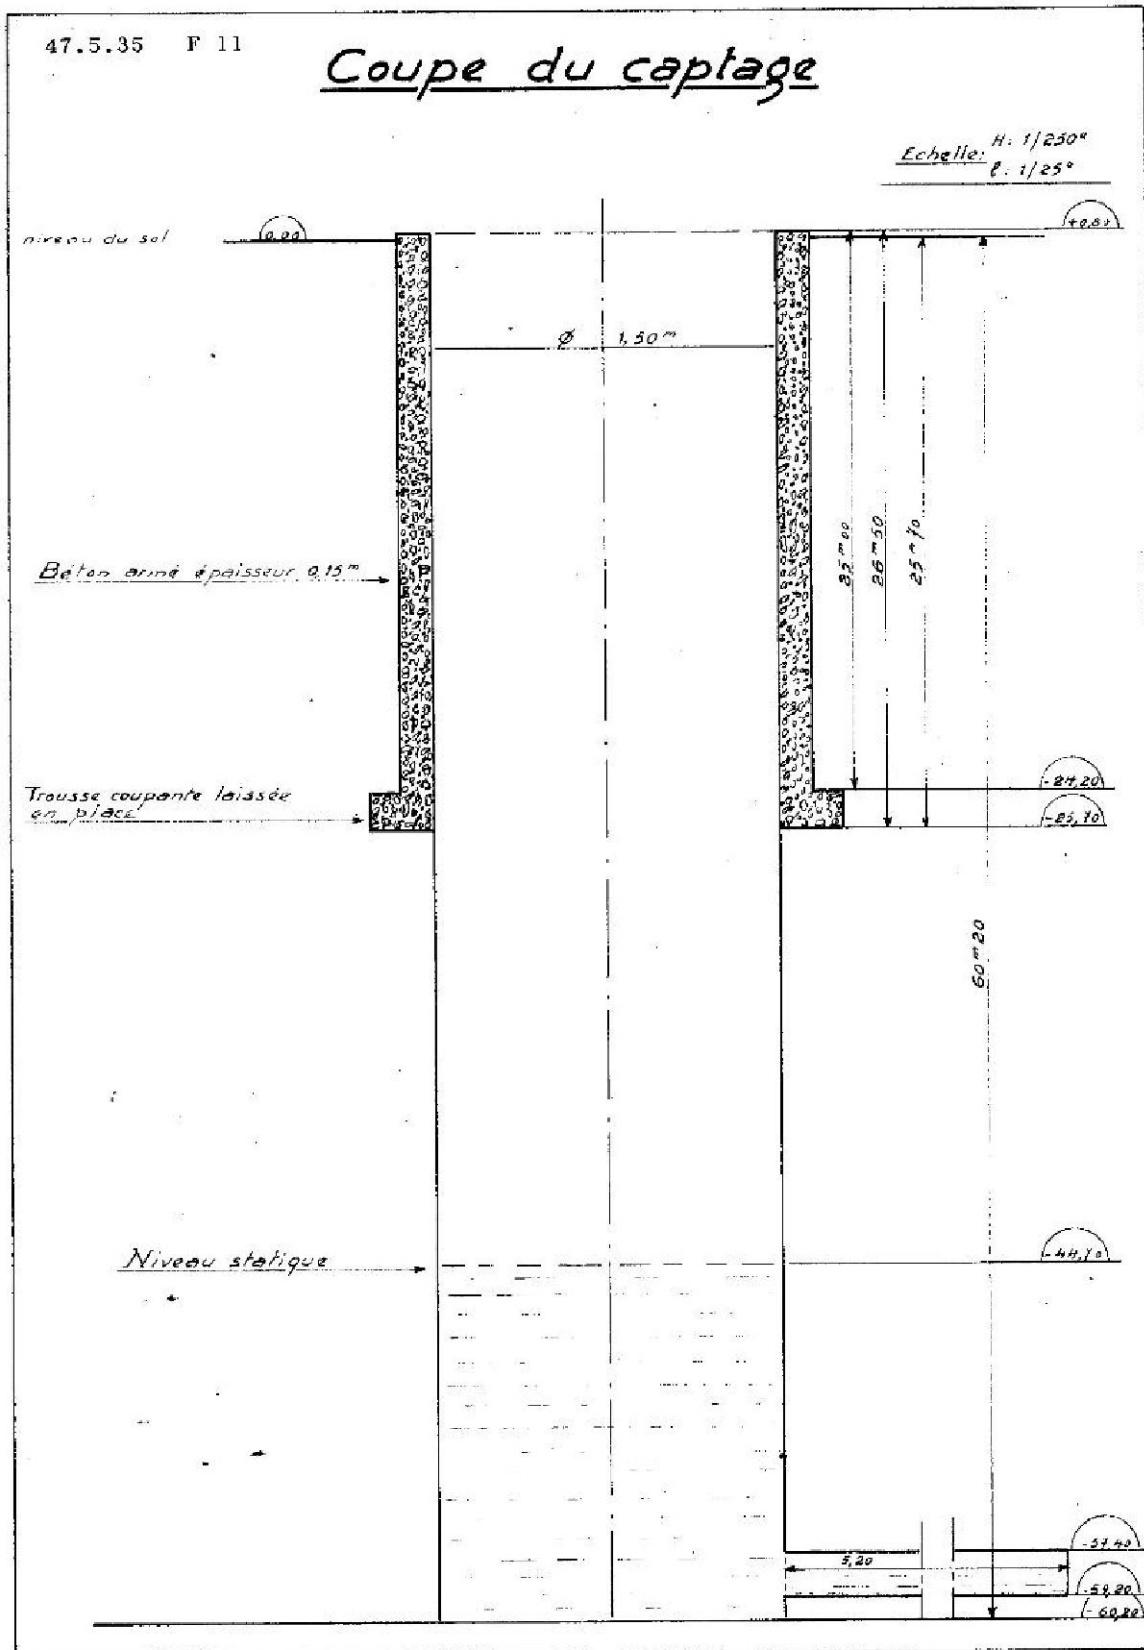 47.5.35 F 11
Coupe du captage
Echelle: H: 1/250e
l: 1/25e
niveau du sol 0,00
+0,80
Ø 1,50m
Béton armé épaisseur 0,15m
25m00
26m50
25m70
Trousse coupante laissée
en place
-24,20
-25,70
60m20
Niveau statique
-44,70
-57,40
5,20
-59,20
-60,20